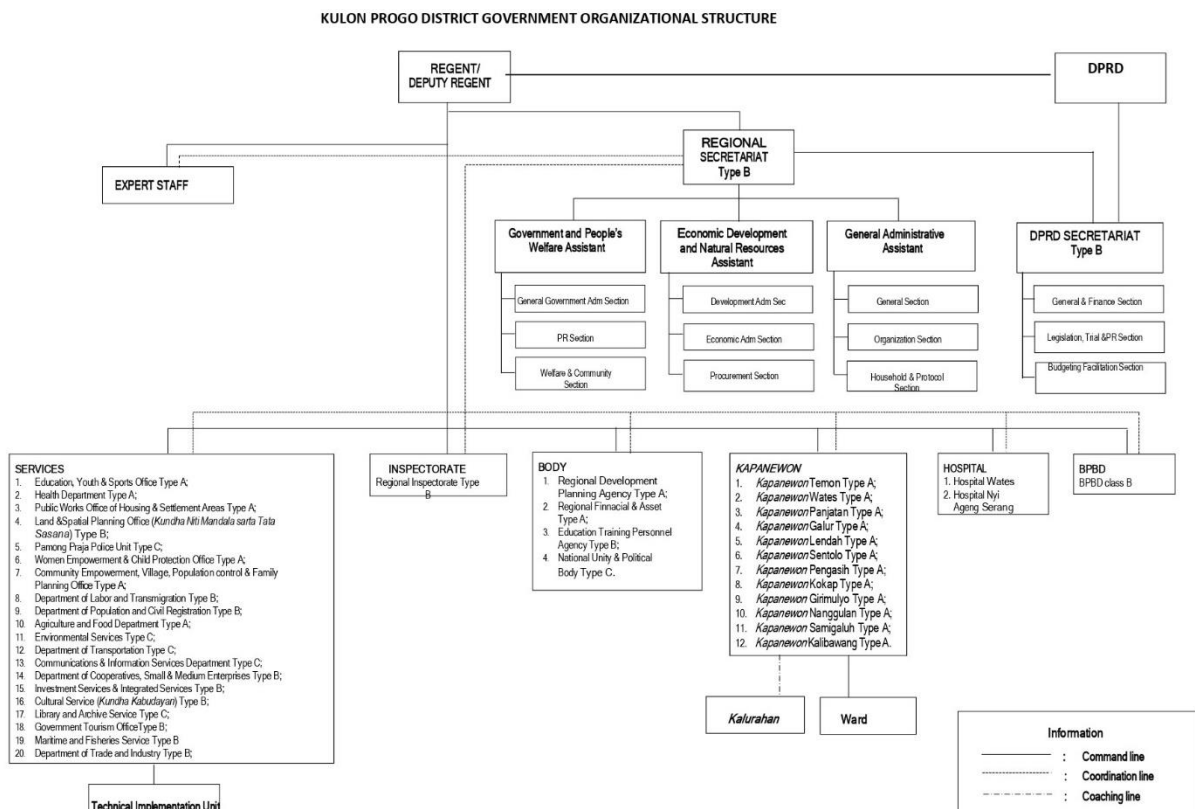 KULON PROGO DISTRICT GOVERNMENT ORGANIZATIONAL STRUCTURE
REGENT/
DEPUTY REGENT
DPRD
REGIONAL
SECRETARIAT
Type B
EXPERT STAFF
Government and People's
Welfare Assistant
General Government Adm Section
PR Section
Welfare & Community
Section
Economic Development
and Natural Resources
Assistant
Development Adm Sec
Economic Adm Section
Procurement Section
General Administrative
Assistant
General Section
Organization Section
Household & Protocol
Section
DPRD SECRETARIAT
Type B
General & Finance Section
Legislation, Trial &PR Section
Budgeting Facilitation Section
SERVICES
1. Education, Youth & Sports Office Type A;
2. Health Department Type A;
3. Public Works Office of Housing & Settlement Areas Type A;
4. Land &Spatial Planning Office (Kundha Niti Mandala sarta Tata
Sasana) Type B;
5. Pamong Praja Police Unit Type C;
6. Women Empowerment & Child Protection Office Type A;
7. Community Empowerment, Village, Population control & Family
Planning Office Type A;
8. Department of Labor and Transmigration Type B;
9. Department of Population and Civil Registration Type B;
10. Agriculture and Food Department Type A;
11. Environmental Services Type C;
12. Department of Transportation Type C;
13. Communications & Information Services Department Type C;
14. Department of Cooperatives, Small & Medium Enterprises Type B;
15. Investment Services & Integrated Services Type B;
16. Cultural Service (Kundha Kabudayan) Type B;
17. Library and Archive Service Type C;
18. Government Tourism OfficeType B;
19. Maritime and Fisheries Service Type B
20. Department of Trade and Industry Type B;
Technical Implementation Unit
INSPECTORATE
Regional Inspectorate Type
B
BODY
1. Regional Development
Planning Agency Type A;
2. Regional Finnacial & Asset
Type A;
3. Education Training Personnel
Agency Type B;
4. National Unity & Political
Body Type C.
KAPANEWON
1. Kapanewon Temon Type A;
2. Kapanewon Wates Type A;
3. Kapanewon Panjatan Type A;
4. Kapanewon Galur Type A;
5. Kapanewon Lendah Type A;
6. Kapanewon Sentolo Type A;
7. Kapanewon Pengasih Type A;
8. Kapanewon Kokap Type A;
9. Kapanewon Girimulyo Type A;
10. Kapanewon Nanggulan Type A;
11. Kapanewon Samigaluh Type A;
12. Kapanewon Kalibawang Type A.
Kalurahan
Ward
HOSPITAL
1. Hospital Wates
2. Hospital Nyi
Ageng Serang
BPBD
BPBD class B
Information
: Command line
: Coordination line
: Coaching line